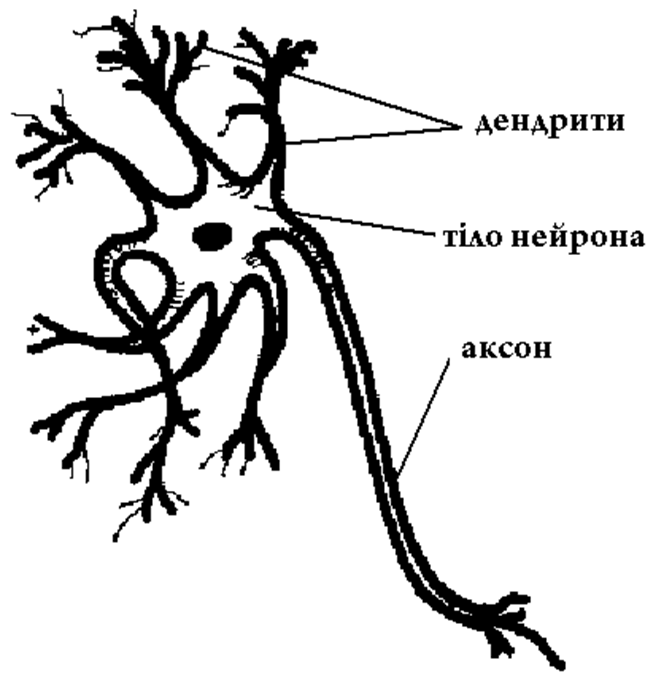 дендрити
тіло нейрона
аксон